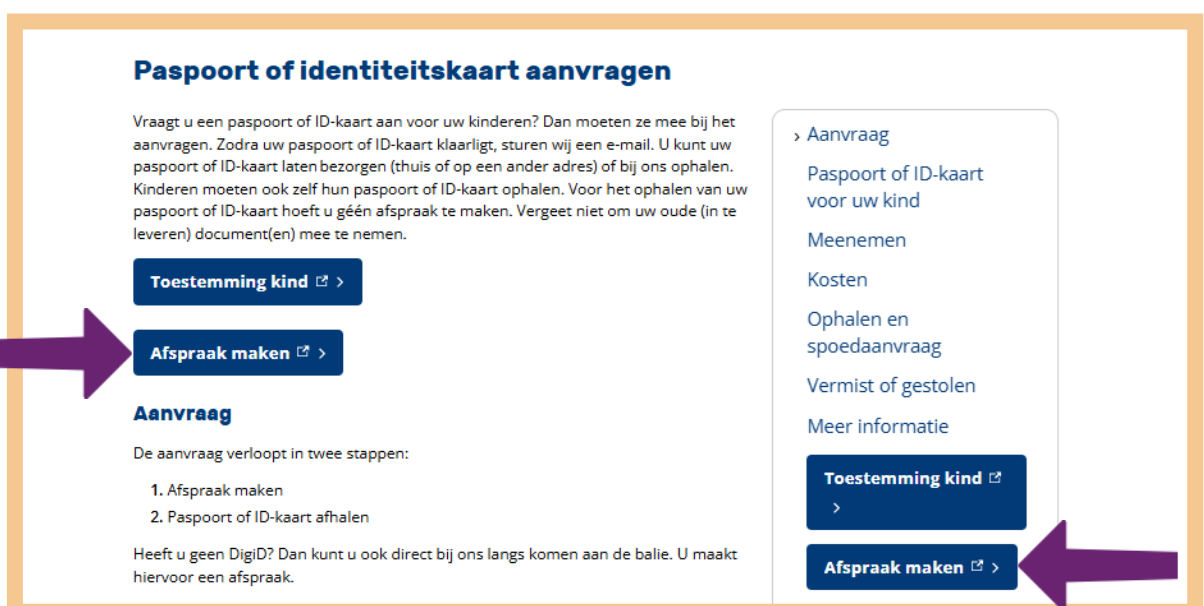 Paspoort of identiteitskaart aanvragen
Vraagt u een paspoort of ID-kaart aan voor uw kinderen? Dan moeten ze mee bij het
aanvragen. Zodra uw paspoort of ID-kaart klaarligt, sturen wij een e-mail. U kunt uw
paspoort of ID-kaart laten bezorgen (thuis of op een ander adres) of bij ons ophalen.
Kinderen moeten ook zelf hun paspoort of ID-kaart ophalen. Voor het ophalen van uw
paspoort of ID-kaart hoeft u géén afspraak te maken. Vergeet niet om uw oude (in te
leveren) document(en) mee te nemen.
Toestemming kind
Afspraak maken
Aanvraag
De aanvraag verloopt in twee stappen:
1. Afspraak maken
2. Paspoort of ID-kaart afhalen
Heeft u geen DigiD? Dan kunt u ook direct bij ons langs komen aan de balie. U maakt
hiervoor een afspraak.
Aanvraag
Paspoort of ID-kaart
voor uw kind
Meenemen
Kosten
Ophalen en
spoedaanvraag
Vermist of gestolen
Meer informatie
Toestemming kind
Afspraak maken